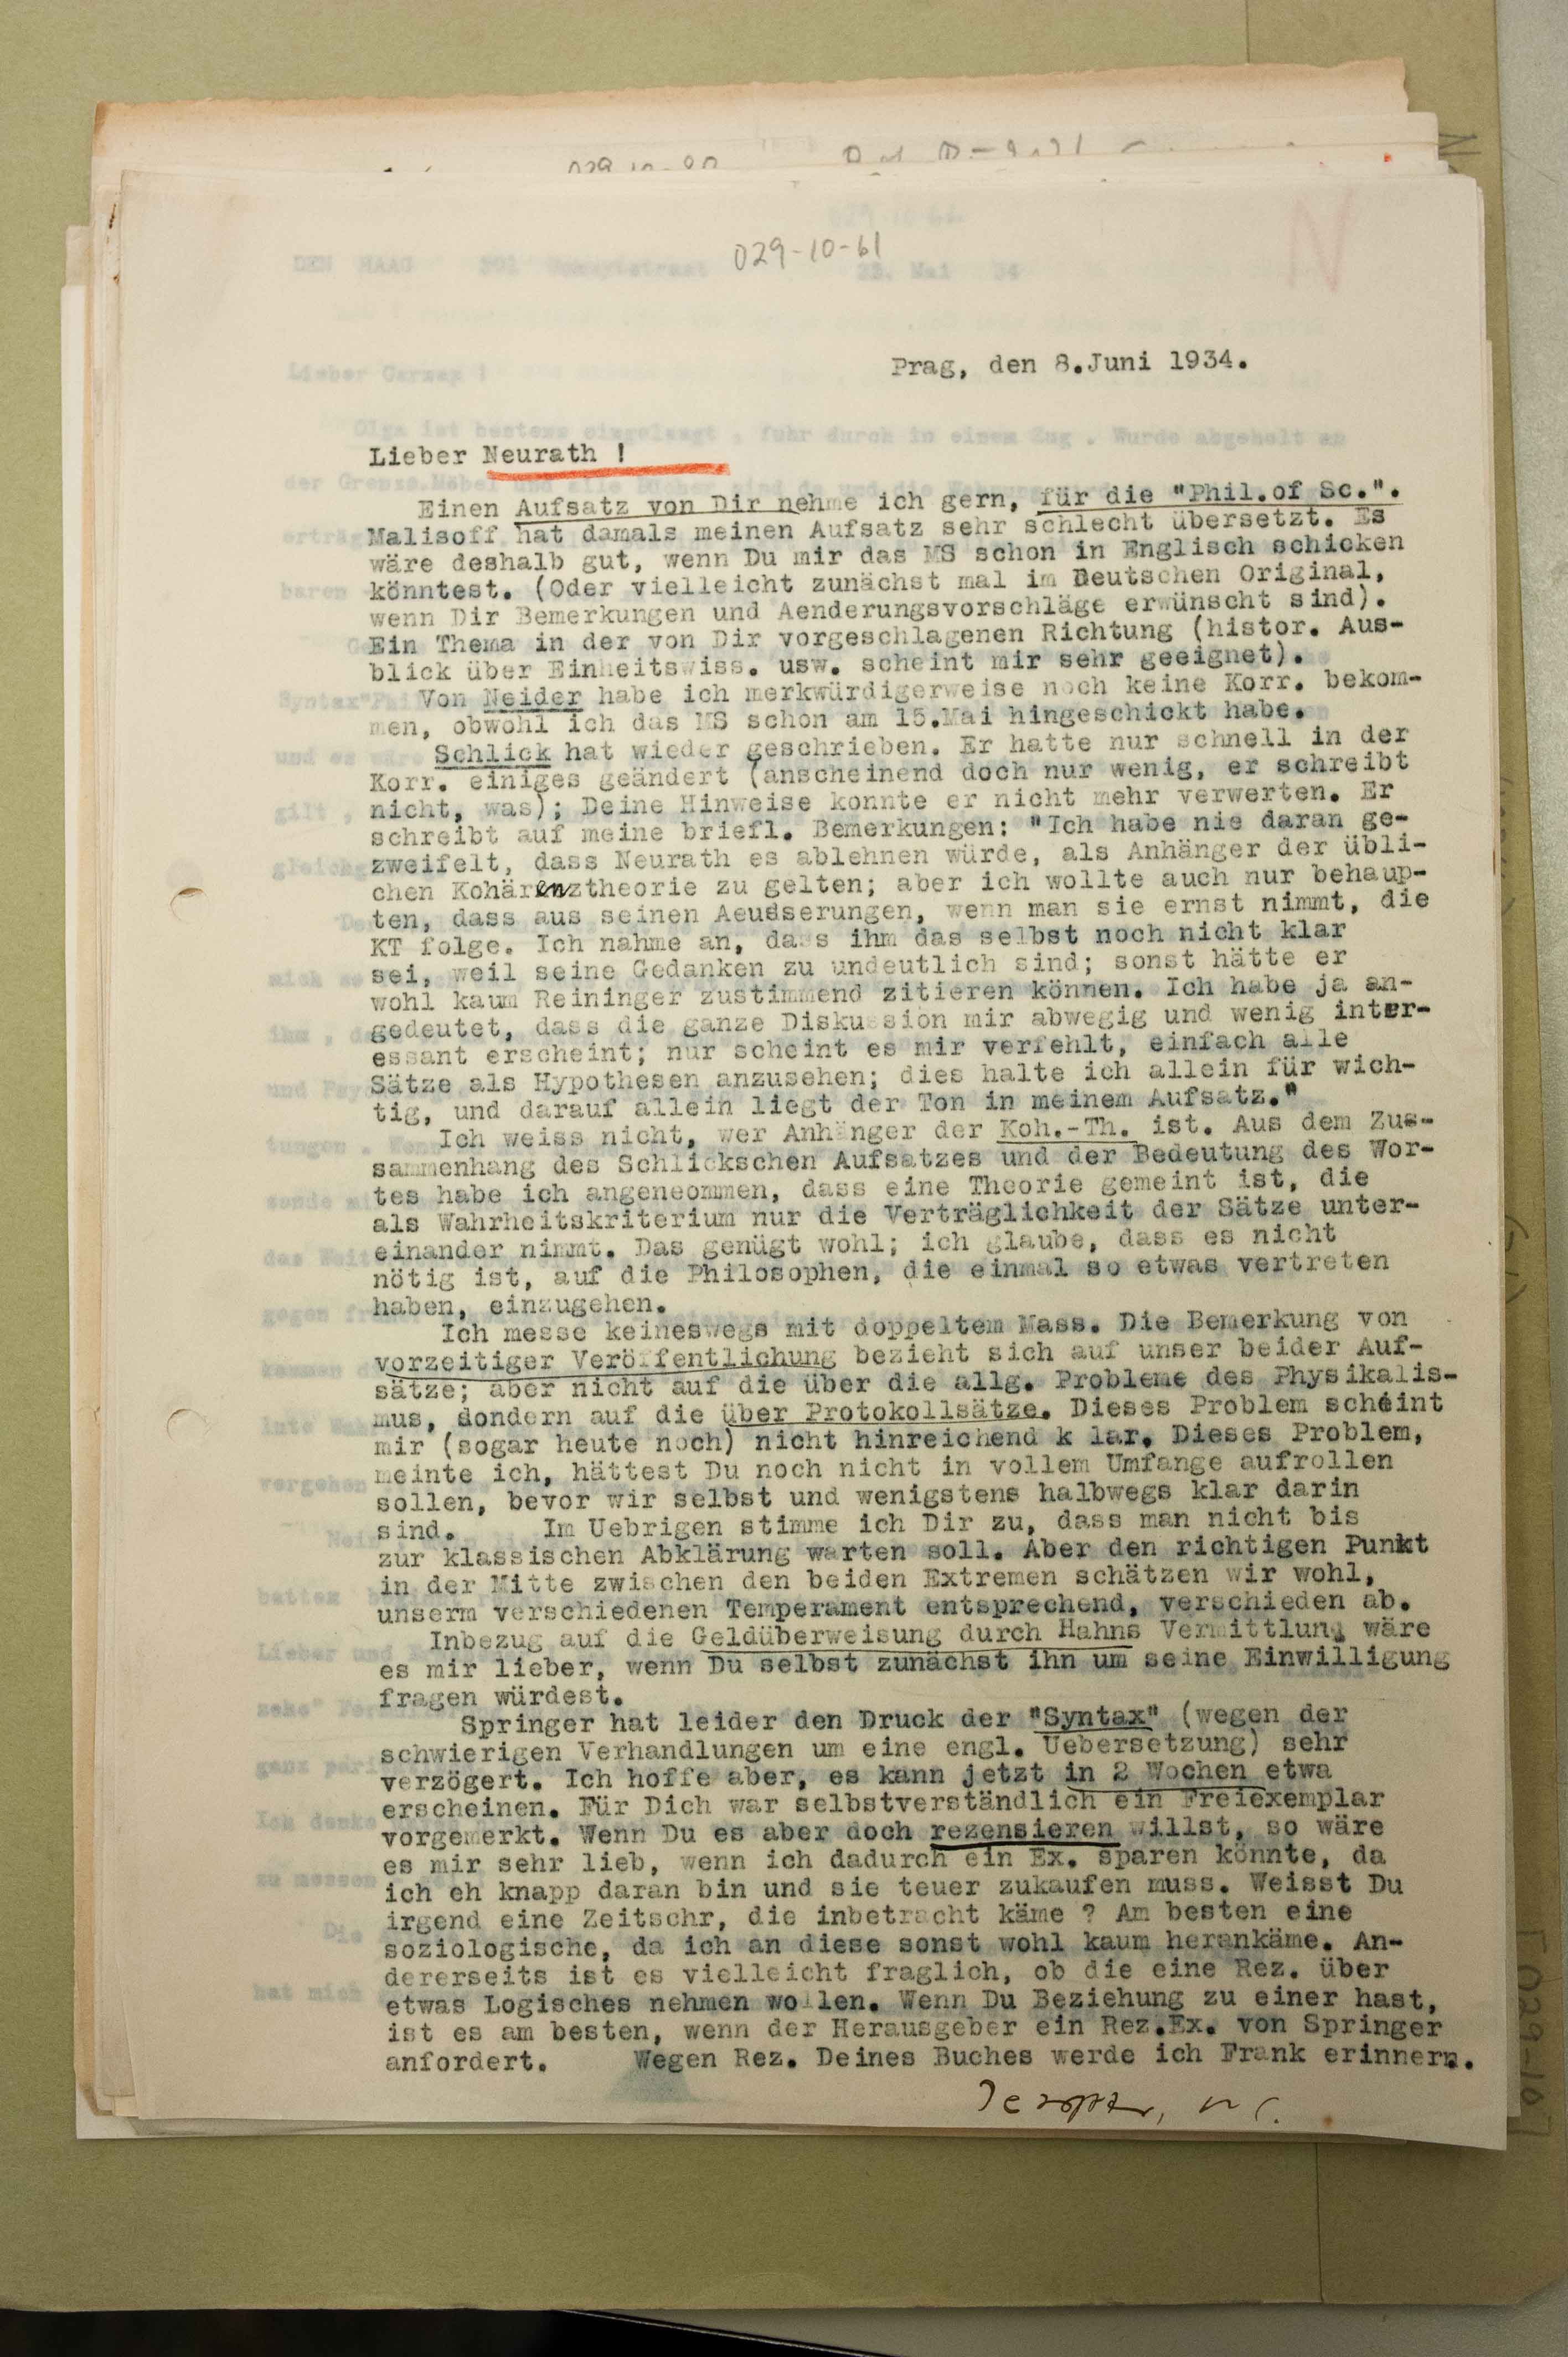 029-10-61
Prag, den 8.Juni 1934.
Lieber Neurath !
Einen Aufsatz von Dir nehme ich gern, für die "Phil.of Sc.".
Malisoff hat damals meinen Aufsatz sehr schlecht übersetzt. Es
wäre deshalb gut, wenn Du mir das MS schon in Englisch schicken
könntest. (Oder vielleicht zunächst mal im Deutschen Original,
wenn Dir Bemerkungen und Aenderungsvorschläge erwünscht sind).
Ein Thema in der von Dir vorgeschlagenen Richtung (histor. Aus-
blick über Einheitswiss. usw. scheint mir sehr geeignet).
Von Neider habe ich merkwürdigerweise noch keine Korr. bekom-
men, obwohl ich das MS schon am 15.Mai hingeschickt habe.
Schlick hat wieder geschrieben. Er hatte nur schnell in der
Korr. einiges geändert (anscheinend doch nur wenig, er schreibt
nicht, was); Deine Hinweise konnte er nicht mehr verwerten. Er
schreibt auf meine briefl. Bemerkungen: "Ich habe nie daran ge-
zweifelt, dass Neurath es ablehnen würde, als Anhänger der übli-
chen Kohärenztheorie zu gelten; aber ich wollte auch nur behaup-
ten, dass aus seinen Aeusserungen, wenn man sie ernst nimmt, die
KT folge. Ich nahme an, dass ihm das selbst noch nicht klar
sei, weil seine Gedanken zu undeutlich sind; sonst hätte er
wohl kaum Reininger zustimmend zitieren können. Ich habe ja an-
gedeutet, dass die ganze Diskussion mir abwegig und wenig inter-
essant erscheint; nur scheint es mir verfehlt, einfach alle
Sätze als Hypothesen anzusehen; dies halte ich allein für wich-
tig, und darauf allein liegt der Ton in meinem Aufsatz."
Ich weiss nicht, wer Anhänger der Koh.-Th. ist. Aus dem Zus-
sammenhang des Schlickschen Aufsatzes und der Bedeutung des Wor-
tes habe ich angeneommen, dass eine Theorie gemeint ist, die
als Wahrheitskriterium nur die Verträglichkeit der Sätze unter-
einander nimmt. Das genügt wohl; ich glaube, dass es nicht
nötig ist, auf die Philosophen, die einmal so etwas vertreten
haben, einzugehen.
Ich messe keineswegs mit doppeltem Mass. Die Bemerkung von
vorzeitiger Veröffentlichung bezieht sich auf unser beider Auf-
sätze; aber nicht auf die über die allg. Probleme des Physikalis-
mus, sondern auf die über Protokollsätze. Dieses Problem scheint
mir (sogar heute noch) nicht hinreichend k lar. Dieses Problem,
meinte ich, hättest Du noch nicht in vollem Umfange aufrollen
sollen, bevor wir selbst und wenigstens halbwegs klar darin
sind. Im Uebrigen stimme ich Dir zu, dass man nicht bis
zur klassischen Abklärung warten soll. Aber den richtigen Punkt
in der Mitte zwischen den beiden Extremen schätzen wir wohl,
unserm verschiedenen Temperament entsprechend, verschieden ab.
Inbezug auf die Geldüberweisung durch Hahns Vermittlung wäre
es mir lieber, wenn Du selbst zunächst ihn um seine Einwilligung
fragen würdest.
Springer hat leider den Druck der "Syntax" (wegen der
schwierigen Verhandlungen um eine engl. Uebersetzung) sehr
verzögert. Ich hoffe aber, es kann jetzt in 2 Wochen etwa
erscheinen. Für Dich war selbstverständlich ein Freiexemplar
vorgemerkt. Wenn Du es aber doch rezensieren willst, so wäre
es mir sehr lieb, wenn ich dadurch ein Ex. sparen könnte, da
ich eh knapp daran bin und sie teuer zukaufen muss. Weisst Du
irgend eine Zeitschr, die inbetracht käme ? Am besten eine
soziologische, da ich an diese sonst wohl kaum herankäme. An-
dererseits ist es vielleicht fraglich, ob die eine Rez. über
etwas Logisches nehmen wollen. Wenn Du Beziehung zu einer hast,
ist es am besten, wenn der Herausgeber ein Rez.Ex. von Springer
anfordert. Wegen Rez. Deines Buches werde ich Frank erinnern.